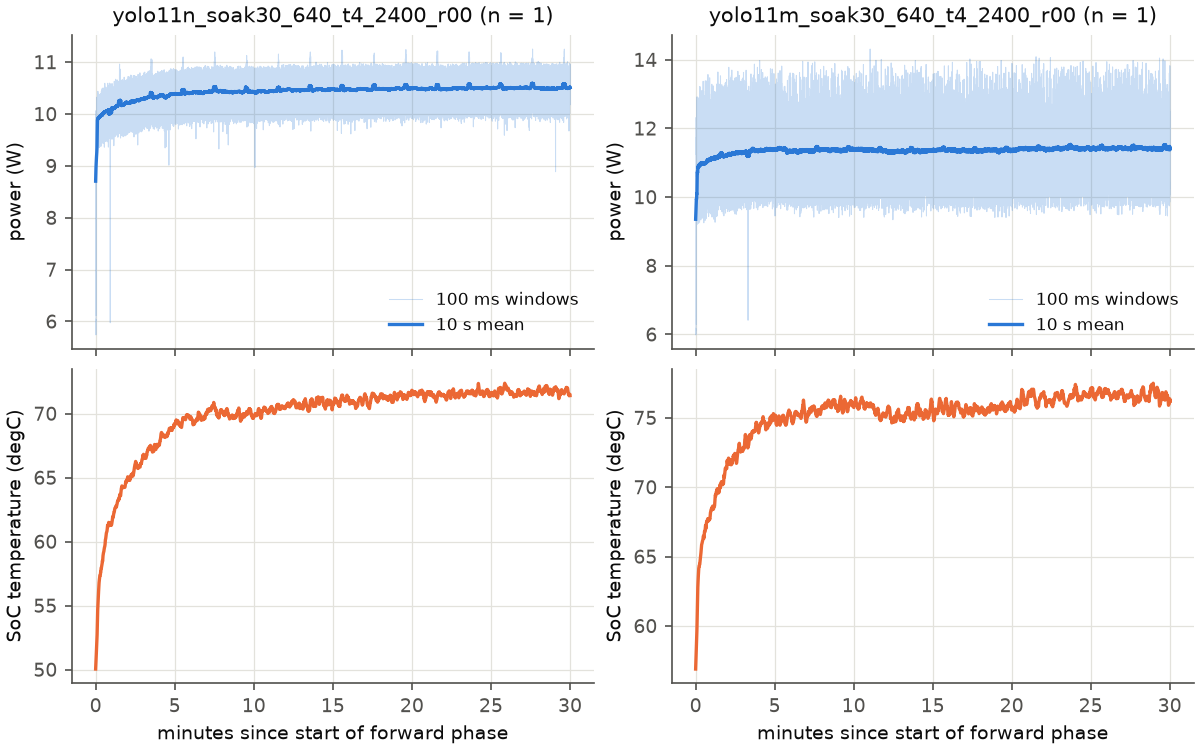 yolo11n_soak30_640_t4_2400_r00 (n = 1)
yolo11m_soak30_640_t4_2400_r00 (n = 1)
power (W)
11
10
9
8
7
6
100 ms windows
10 s mean
power (W)
14
12
10
8
6
100 ms windows
10 s mean
SoC temperature (degC)
70
65
60
55
50
0
5
10
15
20
25
30
minutes since start of forward phase
SoC temperature (degC)
75
70
65
60
0
5
10
15
20
25
30
minutes since start of forward phase